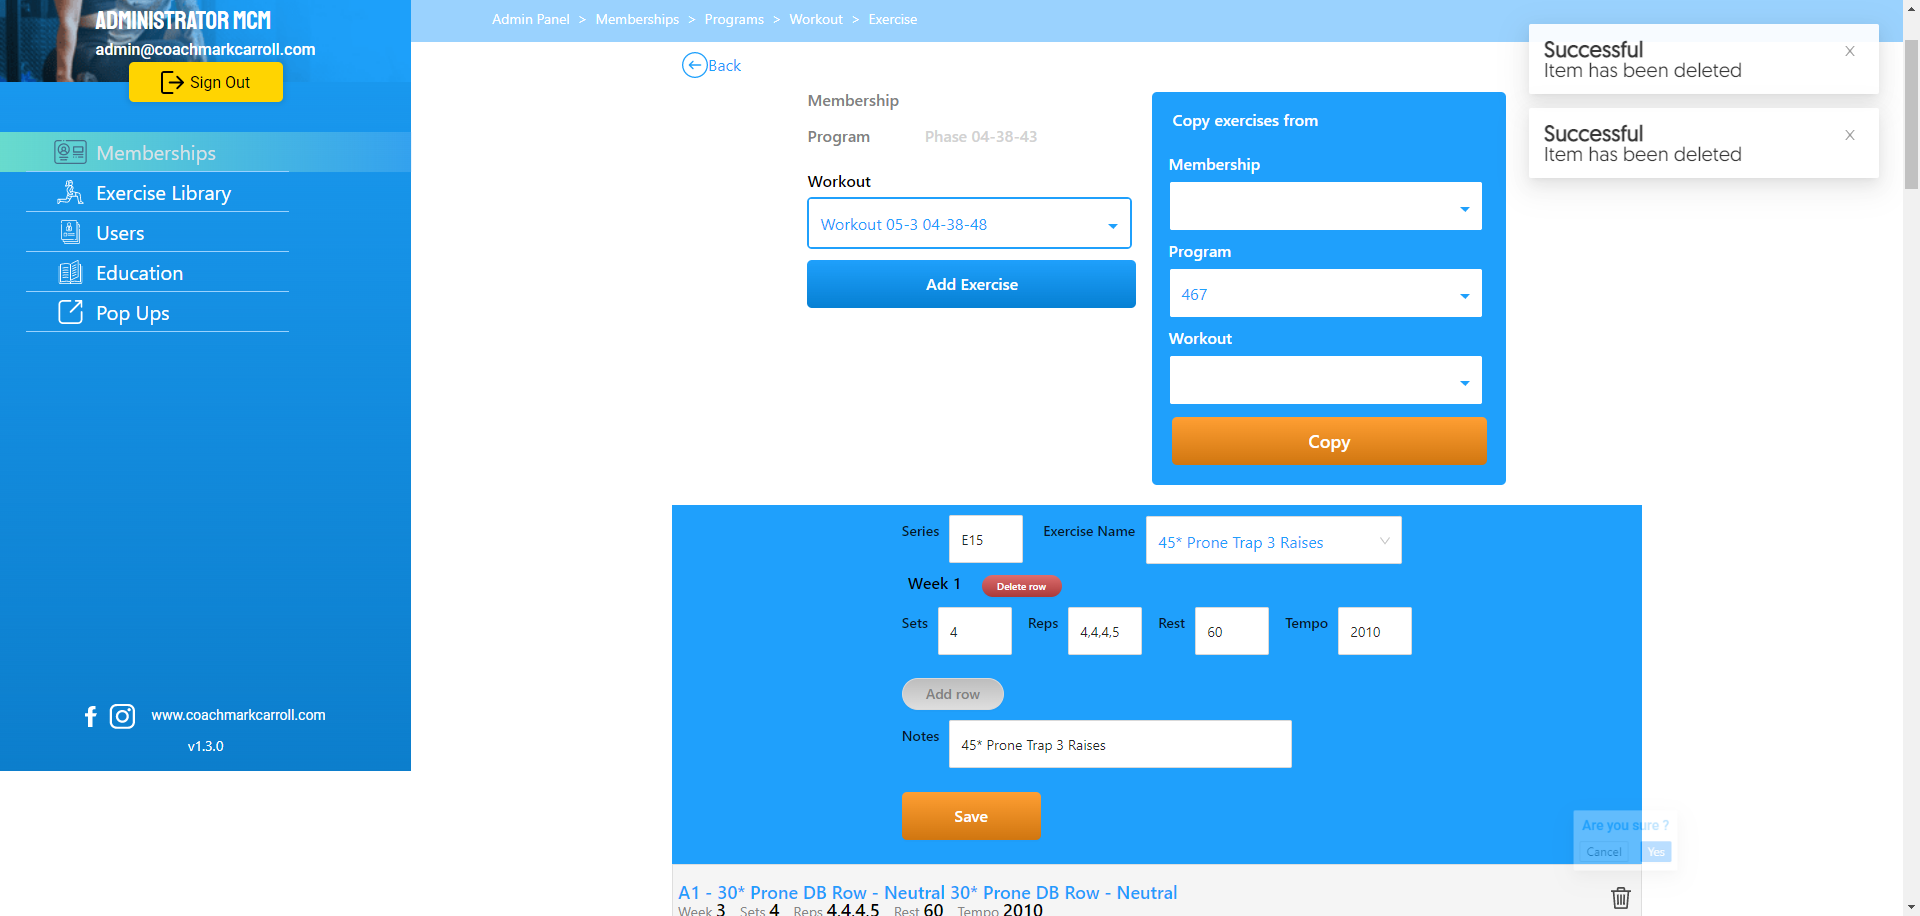 ADMINISTRATOR MCM
admin@coachmarkcarroll.com
Sign Out
Memberships
Exercise Library
Users
Education
Pop Ups
www.coachmarkcarroll.com
v1.3.0
Admin Panel > Memberships > Programs > Workout > Exercise
Back
Membership
Program Phase 04-38-43
Workout
Workout 05-3 04-38-48
Add Exercise
Copy exercises from
Membership
Program
467
Workout
Copy
Successful
Item has been deleted
X
Successful
Item has been deleted
X
Series E15 Exercise Name 45* Prone Trap 3 Raises
Week 1 Delete row
Sets 4 Reps 4,4,4,5 Rest 60 Tempo 2010
Add row
Notes 45* Prone Trap 3 Raises
Save
Are you sure ?
Cancel Yes
A1 - 30* Prone DB Row - Neutral 30* Prone DB Row - Neutral
Week 3 Sets 4 Reps 4,4,4,5 Rest 60 Tempo 2010